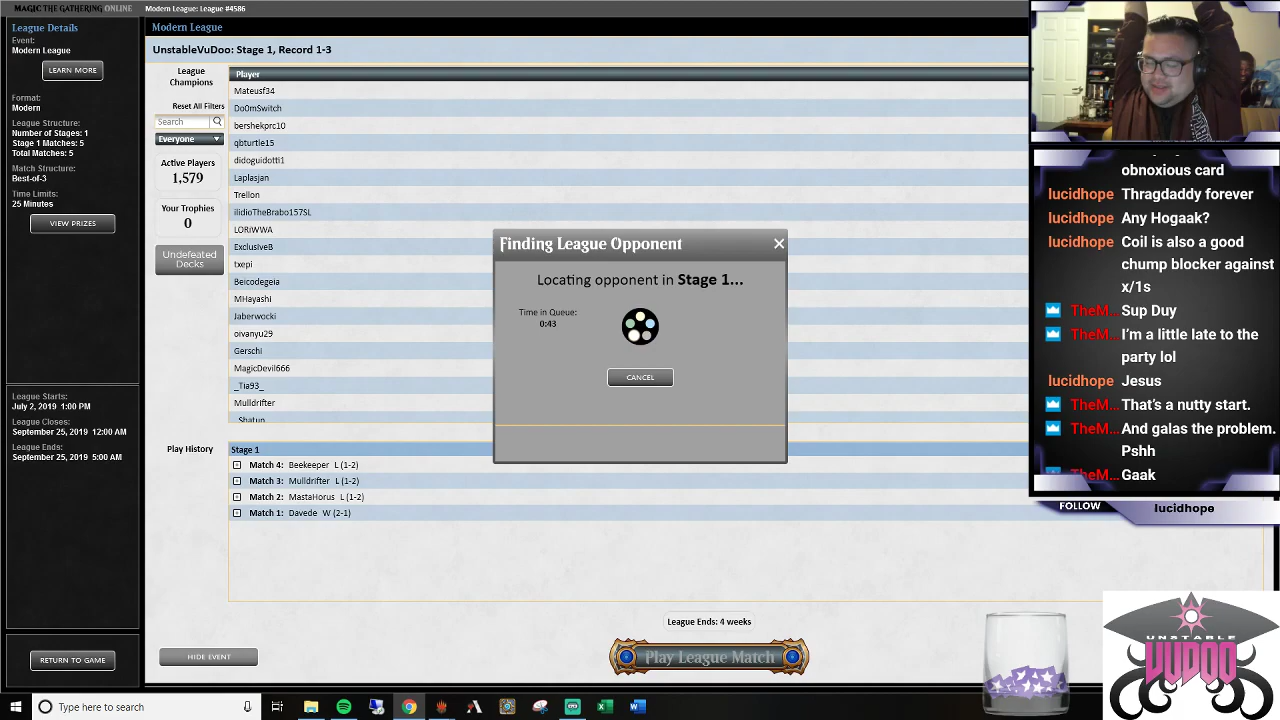 MAGIC THE GATHERING ONLINE
Modern League: League #4586
League Details
Event:
Modern League
LEARN MORE
Format:
Modern
League Structure:
Number of Stages: 1
Stage 1 Matches: 5
Total Matches: 5
Match Structure:
Best-of-3
Time Limits:
25 Minutes
VIEW PRIZES
League Starts:
July 2, 2019 1:00 PM
League Closes:
September 25, 2019 12:00 AM
League Ends:
September 25, 2019 5:00 AM
RETURN TO GAME
Modern League
UnstableVuDoo: Stage 1, Record 1-3
League
Champions
Reset All Filters
Search
Everyone
Active Players
1,579
Your Trophies
0
Undefeated
Decks
Player
Mateusf34
Do0mSwitch
bershekprc10
qbturtle15
didoguidotti1
Laplasjan
Treilon
ilidioTheBrabo157SL
LORiWWA
ExclusiveB
txepi
Beicodegeia
MHayashi
Jaberwocki
oivanyu29
Gerschi
MagicDevil666
_Tia93_
Mulldrifter
Shatun
Play History
Stage 1
Match 4: Beekeeper L (1-2)
Match 3: Mulldrifter L (1-2)
Match 2: MastaHorus L (1-2)
Match 1: Davede W (2-1)
Finding League Opponent
Locating opponent in Stage 1...
Time in Queue:
0:43
CANCEL
League Ends: 4 weeks
HIDE EVENT
Play League Match
obnoxious card
lucidhope Thragdaddy forever
lucidhope Any Hogaak?
lucidhope Coil is also a good
chump blocker against
x/1s
TheM... Sup Duy
TheM... I'm a little late to the
party lol
lucidhope Jesus
TheM... That's a nutty start.
TheM... And galas the problem.
Pshh
TheM... Gaak
FOLLOW
lucidhope
UNSTABLE
VUDOO
Type here to search